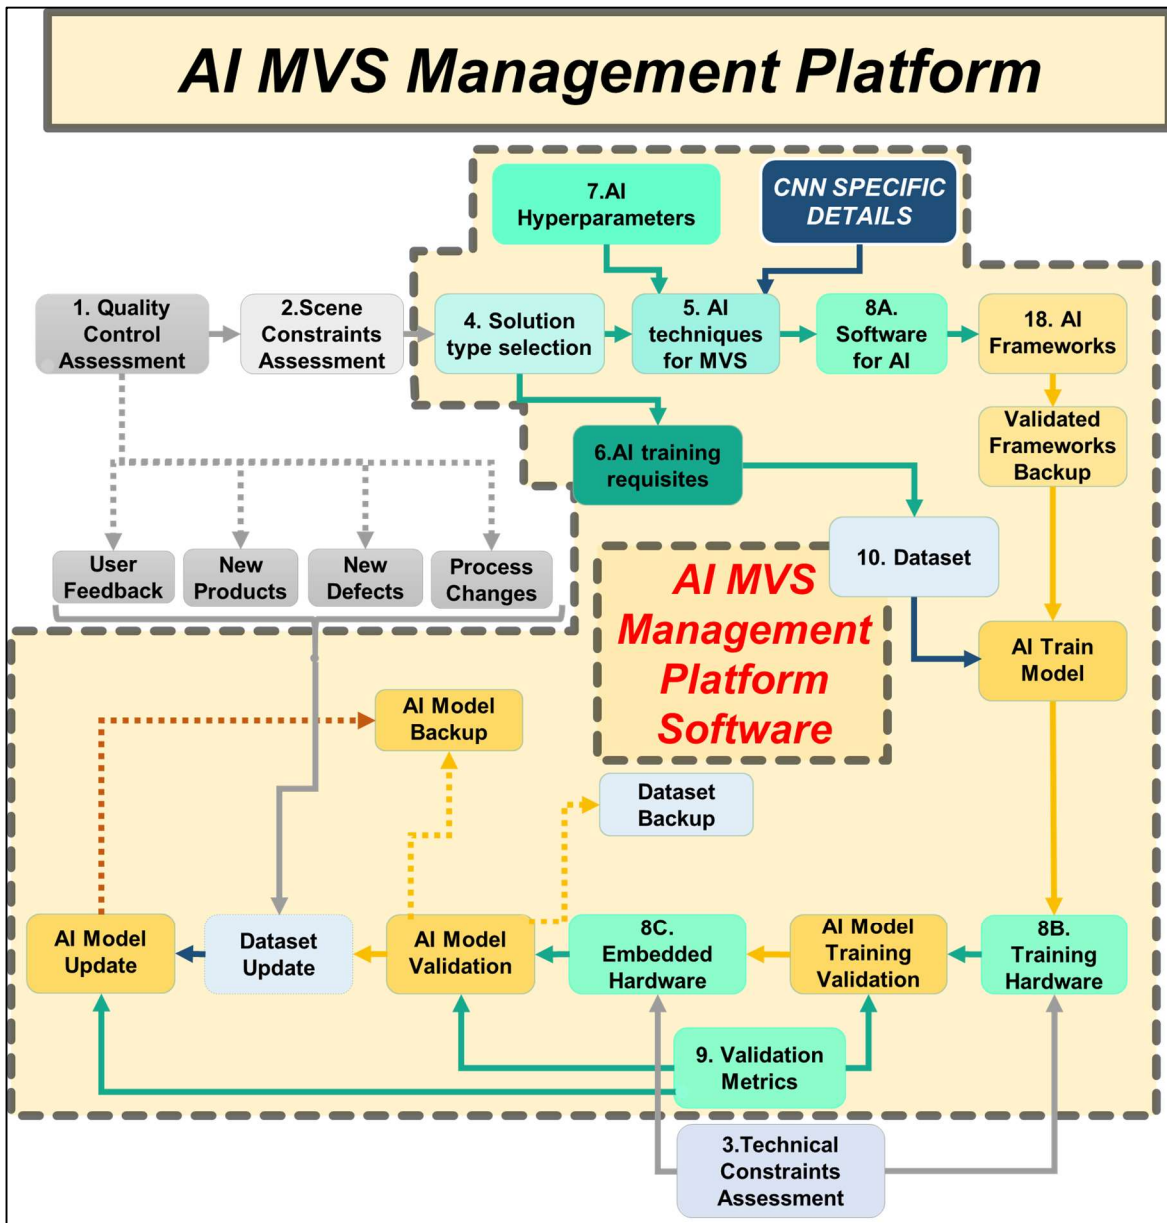 AI MVS Management Platform
7.AI
Hyperparameters
CNN SPECIFIC
DETAILS
1. Quality
Control
Assessment
2.Scene
Constraints
Assessment
4. Solution
type selection
5. AI
techniques
for MVS
8A.
Software
for AI
18. AI
Frameworks
Validated
Frameworks
Backup
6.AI training
requisites
10. Dataset
User
Feedback
New
Products
New
Defects
Process
Changes
AI MVS
Management
Platform
Software
AI Train
Model
AI Model
Backup
Dataset
Backup
AI Model
Update
Dataset
Update
AI Model
Validation
8C.
Embedded
Hardware
AI Model
Training
Validation
8B.
Training
Hardware
9. Validation
Metrics
3.Technical
Constraints
Assessment